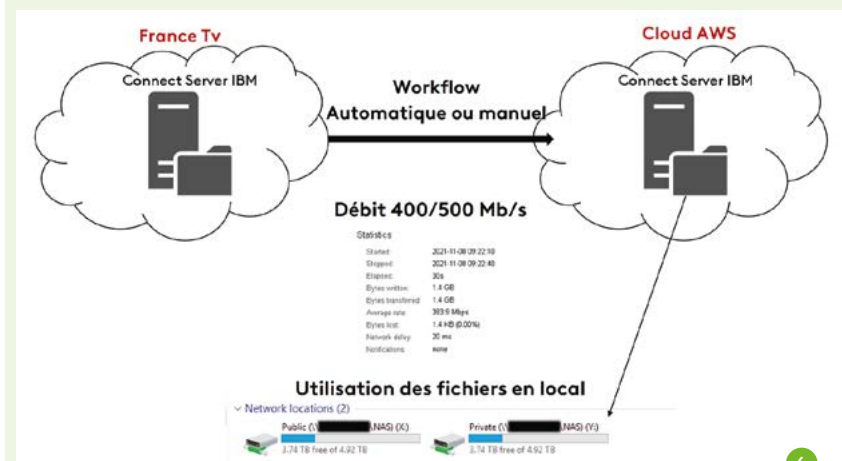 France Tv
Cloud AWS
Connect Server IBM
Connect Server IBM
Workflow
Automatique ou manuel
Débit 400/500 Mb/s
Statistics
Started: 2021-11-08 09:22:10
Stopped: 2021-11-08 09:22:40
Elapsed: 30s
Bytes written: 1.4 GB
Bytes transferred 1.4 GB
Average rate 393.9 Mbps
Bytes lost: 1.4 KB (0.00%)
Network delay 20 ms
Notifications none
Utilisation des fichiers en local
Network locations (2)
Public (\\ .NAS) (X:)
3.74 TB free of 4.92 TB
Private (\\ .NAS) (Y:)
3.74 TB free of 4.92 TB